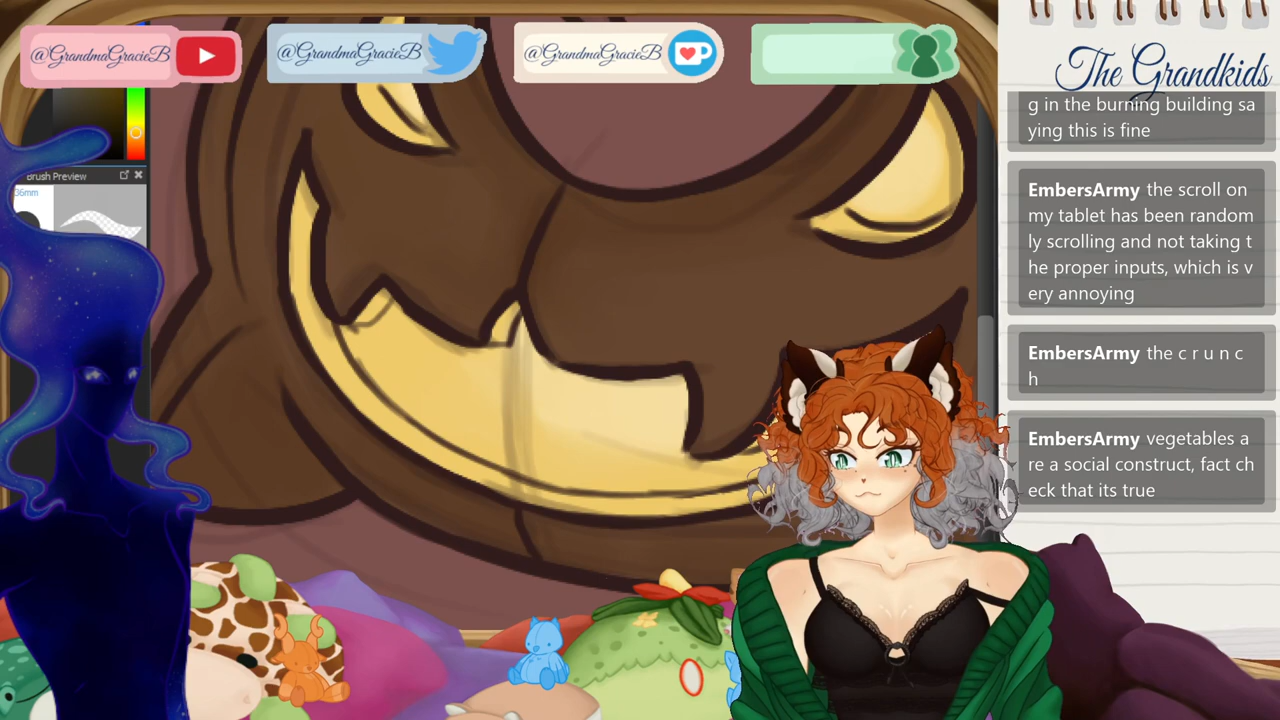 @GrandmaGracieB
@GrandmaGracieB
@GrandmaGracieB
The Grandkids
g in the burning building sa
ying this is fine
Brush Preview
36mm
EmbersArmy the scroll on
my tablet has been random
ly scrolling and not taking t
he proper inputs, which is v
ery annoying
EmbersArmy the c r u n c
h
EmbersArmy vegetables a
re a social construct, fact ch
eck that its true